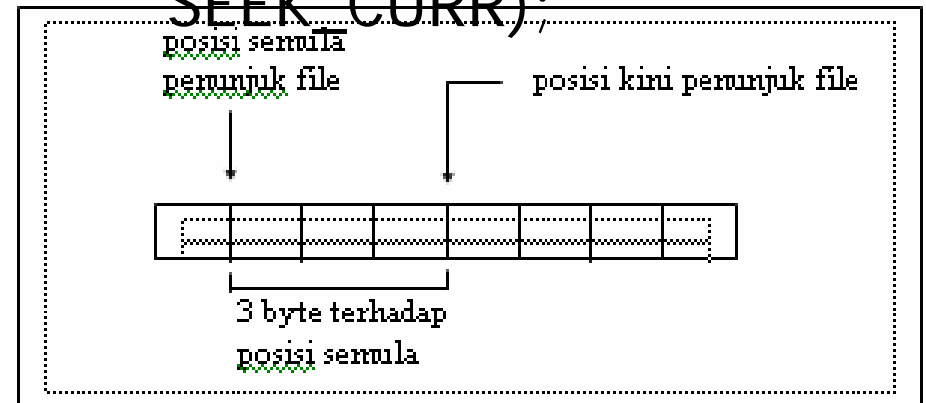 SEEK_CURR);
posisi semula
penunjuk file
posisi kini penunjuk file
3 byte terhadap
posisi semula